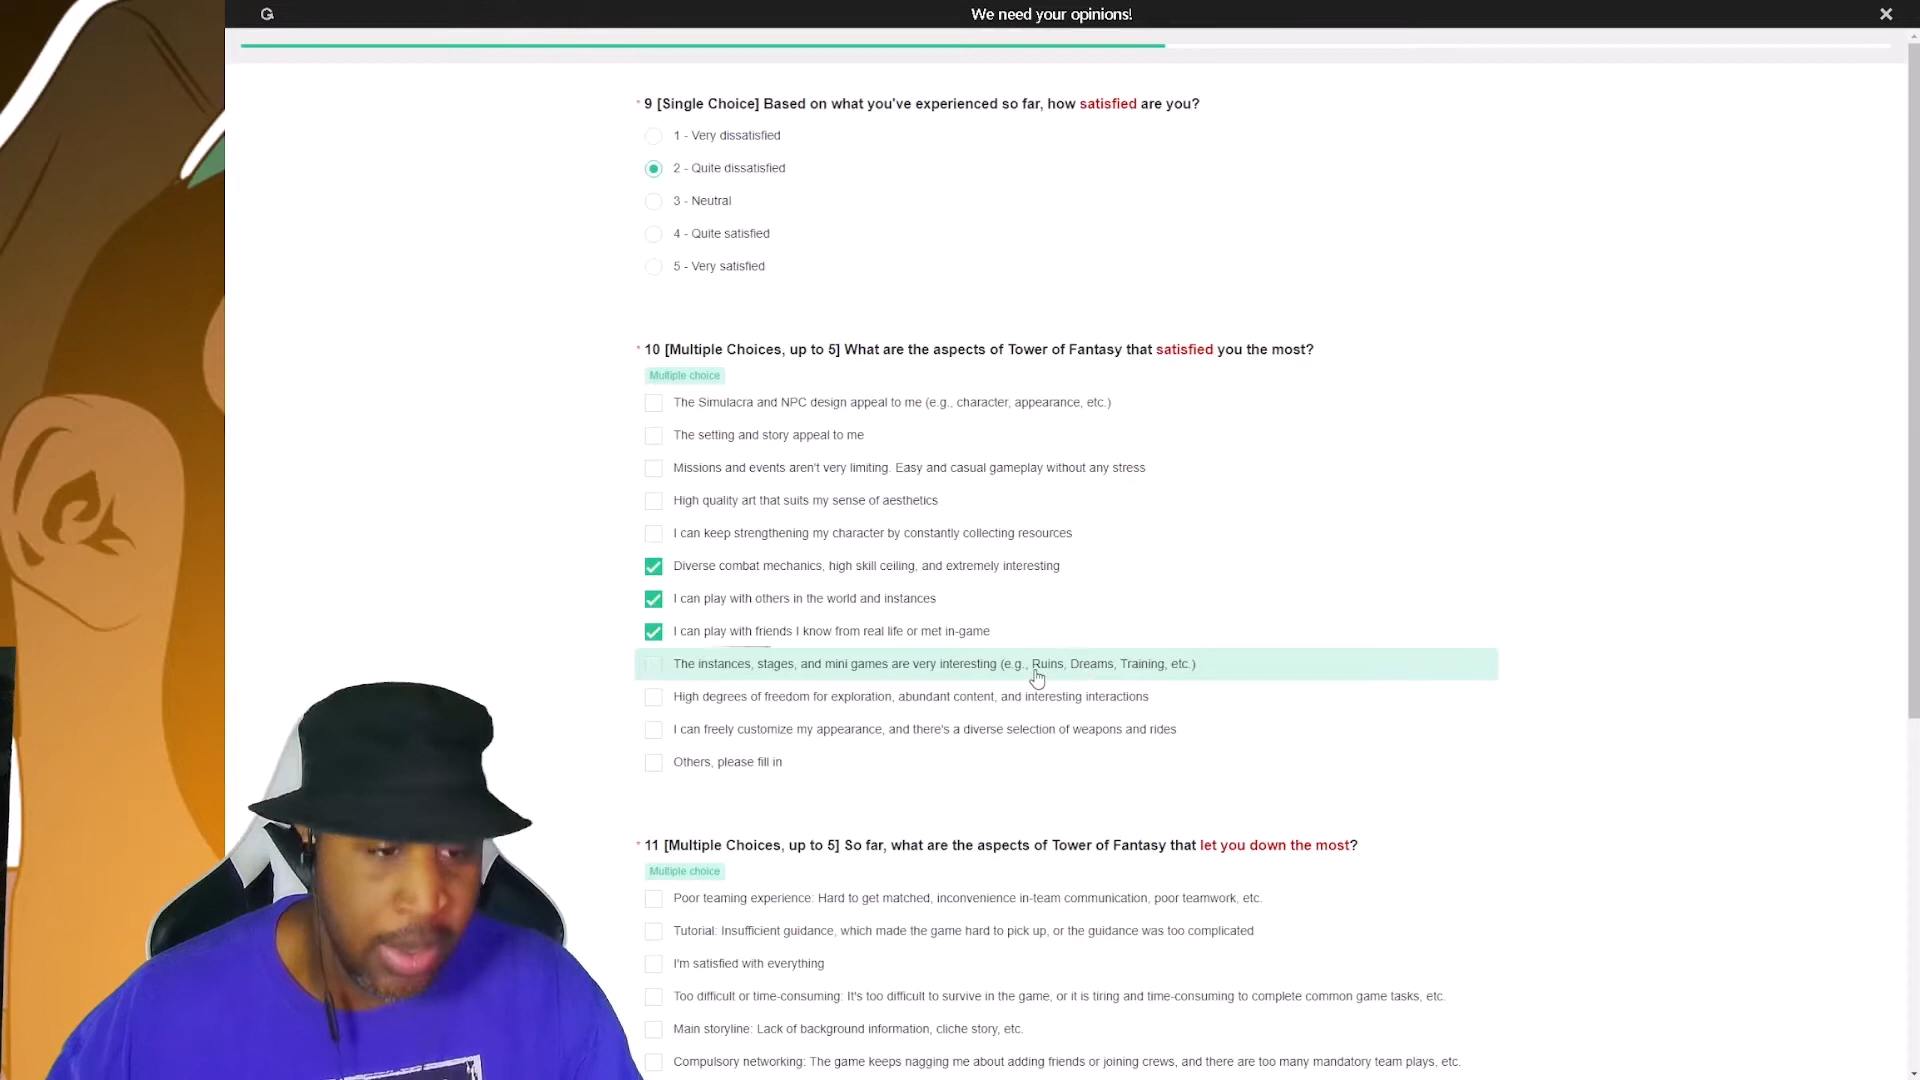 We need your opinions!
* 9 [Single Choice] Based on what you've experienced so far, how satisfied are you?
1 - Very dissatisfied
2 - Quite dissatisfied
3 - Neutral
4 - Quite satisfied
5 - Very satisfied
* 10 [Multiple Choices, up to 5] What are the aspects of Tower of Fantasy that satisfied you the most?
Multiple choice
The Simulacra and NPC design appeal to me (e.g., character, appearance, etc.)
The setting and story appeal to me
Missions and events aren't very limiting. Easy and casual gameplay without any stress
High quality art that suits my sense of aesthetics
I can keep strengthening my character by constantly collecting resources
Diverse combat mechanics, high skill ceiling, and extremely interesting
I can play with others in the world and instances
I can play with friends I know from real life or met in-game
The instances, stages, and mini games are very interesting (e.g., Ruins, Dreams, Training, etc.)
High degrees of freedom for exploration, abundant content, and interesting interactions
I can freely customize my appearance, and there's a diverse selection of weapons and rides
Others, please fill in
* 11 [Multiple Choices, up to 5] So far, what are the aspects of Tower of Fantasy that let you down the most?
Multiple choice
Poor teaming experience: Hard to get matched, inconvenience in-team communication, poor teamwork, etc.
Tutorial: Insufficient guidance, which made the game hard to pick up, or the guidance was too complicated
I'm satisfied with everything
Too difficult or time-consuming: It's too difficult to survive in the game, or it is tiring and time-consuming to complete common game tasks, etc.
Main storyline: Lack of background information, cliche story, etc.
Compulsory networking: The game keeps nagging me about adding friends or joining crews, and there are too many mandatory team plays, etc.